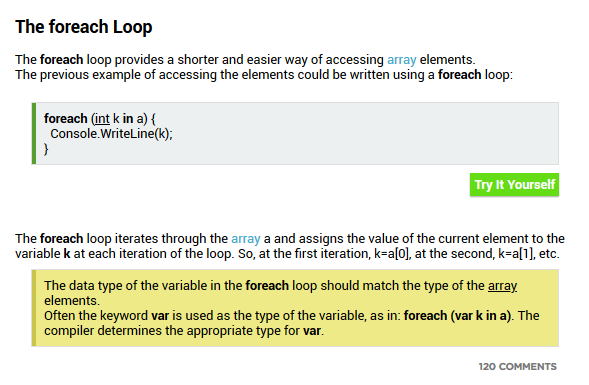 The foreach Loop
The foreach loop provides a shorter and easier way of accessing array elements.
The previous example of accessing the elements could be written using a foreach loop:
foreach (int k in a) {
Console.WriteLine(k);
}
Try It Yourself
The foreach loop iterates through the array a and assigns the value of the current element to the
variable k at each iteration of the loop. So, at the first iteration, k=a[0], at the second, k=a[1], etc.
The data type of the variable in the foreach loop should match the type of the array
elements.
Often the keyword var is used as the type of the variable, as in: foreach (var k in a). The
compiler determines the appropriate type for var.
120 COMMENTS